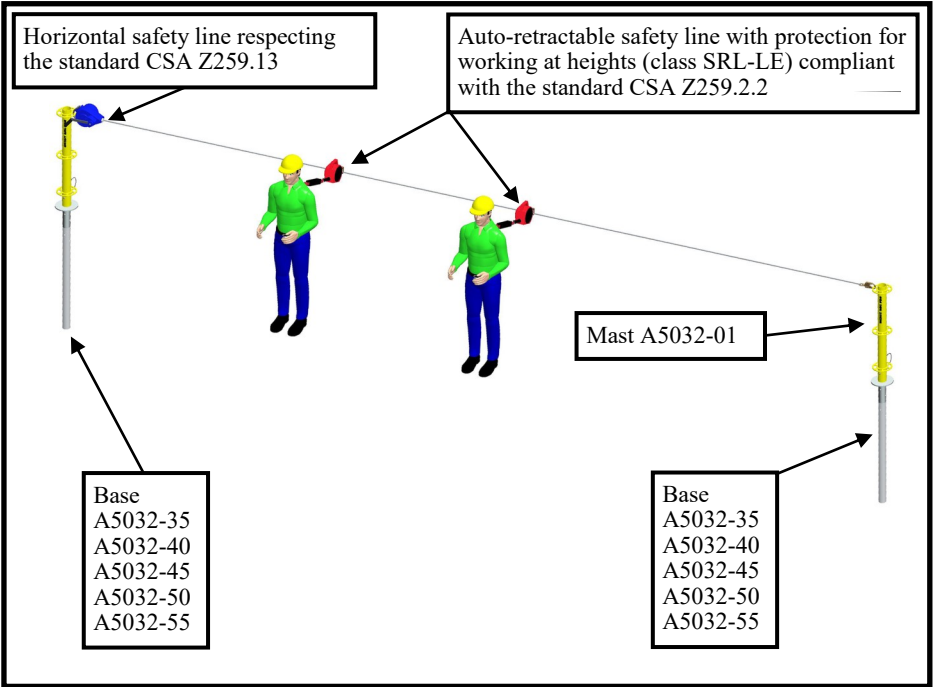 Horizontal safety line respecting
the standard CSA Z259.13
Auto-retractable safety line with protection for
working at heights (class SRL-LE) compliant
with the standard CSA Z259.2.2
Mast A5032-01
Base
A5032-35
A5032-40
A5032-45
A5032-50
A5032-55
Base
A5032-35
A5032-40
A5032-45
A5032-50
A5032-55